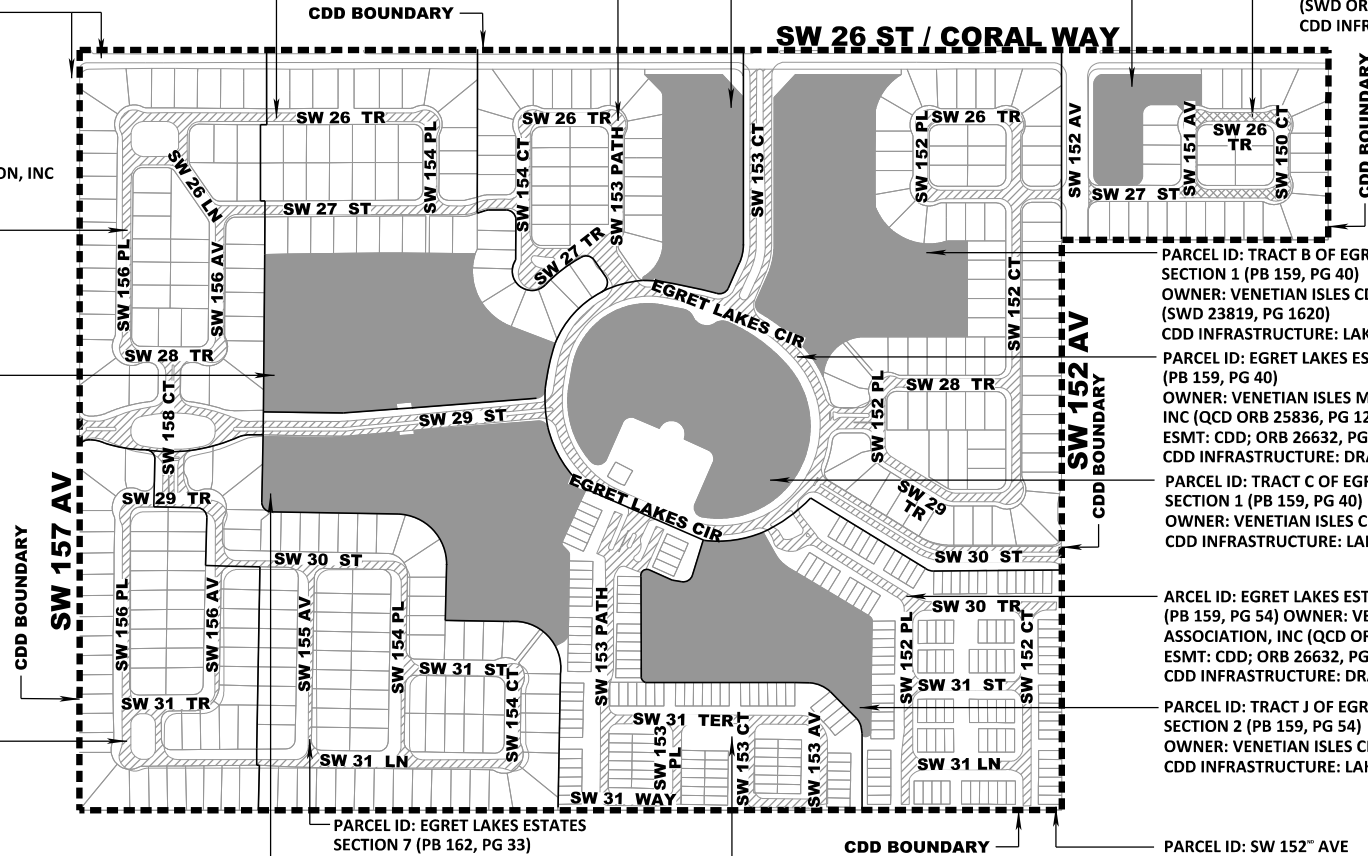 (SWD OR
CDD INFR
CDD BOUNDARY
SW 26 ST / CORAL WAY
CDD BOUNDARY
ON, INC
SW 26 TR
SW 154 PL
SW 26 LN
SW 27 ST
SW 156 PL
SW 156 AV
SW 28 TR
SW 158 CT
SW 26 TR
SW 154 CT
SW 153 PATH
SW 27 TR
SW 153 CT
EGRET LAKES CIR
SW 152 PL
SW 26 TR
SW 152 AV
SW 151 AV
SW 26
TR
SW 150 CT
SW 27 ST
SW 152 CT
SW 152 AV
CDD BOUNDARY
SW 28 TR
SW 152 PL
SW 29
TR
SW 30 ST
SW 29 ST
EGRET LAKES CIR
SW 157 AV
CDD BOUNDARY
SW 29 TR
SW 156 PL
SW 156 AV
SW 30 ST
SW 155 AV
SW 154 PL
SW 31 ST
SW 154 CT
SW 31 TR
SW 31 LN
SW 153 PATH
SW 31 TER
SW 153
PL
SW 153 CT
SW 153 AV
SW 31 WAY
SW 30 TR
SW 152 PL
SW 152 CT
SW 31 ST
SW 31 LN
PARCEL ID: TRACT B OF EGR
SECTION 1 (PB 159, PG 40)
OWNER: VENETIAN ISLES CD
(SWD 23819, PG 1620)
CDD INFRASTRUCTURE: LAK
PARCEL ID: EGRET LAKES ES
(PB 159, PG 40)
OWNER: VENETIAN ISLES M
INC (QCD ORB 25836, PG 12
ESMT: CDD; ORB 26632, PG
CDD INFRASTRUCTURE: DRA
PARCEL ID: TRACT C OF EGR
SECTION 1 (PB 159, PG 40)
OWNER: VENETIAN ISLES C
CDD INFRASTRUCTURE: LAK
ARCEL ID: EGRET LAKES EST
(PB 159, PG 54) OWNER: VE
ASSOCIATION, INC (QCD OR
ESMT: CDD; ORB 26632, PG
CDD INFRASTRUCTURE: DRA
PARCEL ID: TRACT J OF EGR
SECTION 2 (PB 159, PG 54)
OWNER: VENETIAN ISLES C
CDD INFRASTRUCTURE: LAK
PARCEL ID: EGRET LAKES ESTATES
SECTION 7 (PB 162, PG 33)
CDD BOUNDARY
PARCEL ID: SW 152ND AVE